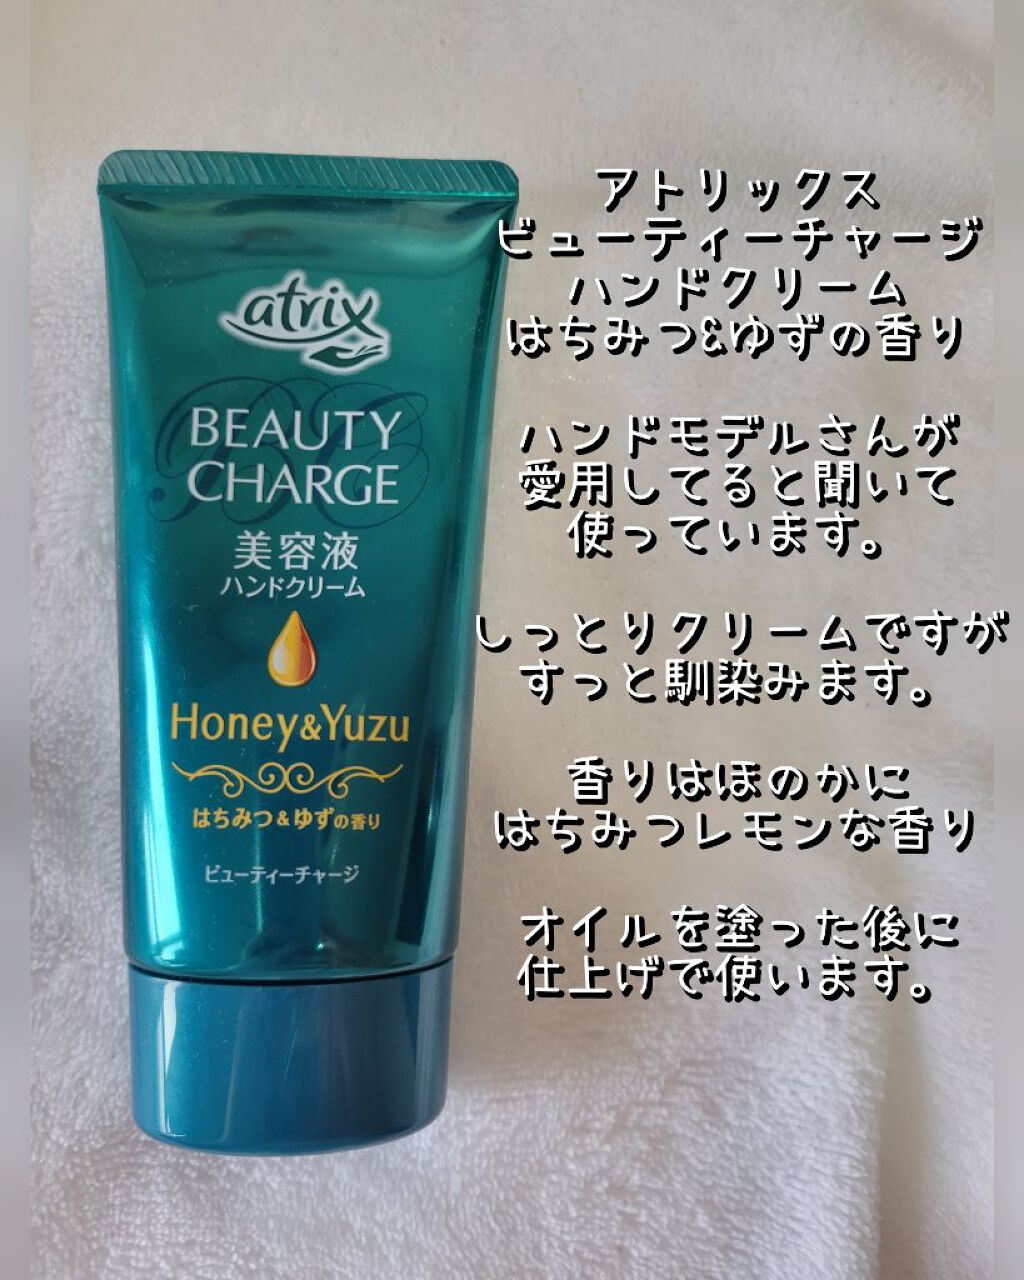 atrix
BEAUTY
CHARGE
美容液
ハンドクリーム
Honey&Yuzu
はちみつ&ゆずの香り
ビューティーチャージ
アトリックス
ビューティーチャージ
ハンドクリーム
はちみつ&ゆずの香り
ハンドモデルさんが
愛用してると聞いて
使っています。
しっとりクリームですが
すっと馴染みます。
香りはほのかに
はちみつレモンな香り
オイルを塗った後に
仕上げで使います。